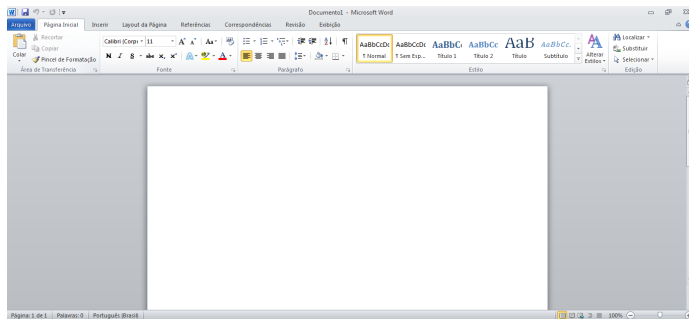 Documento1 - Microsoft Word
Arquivo Página Inicial Inserir Layout da Página Referências Correspondências Revisão Exibição
Colar
Recortar
Copiar
Pincel de Formatação
Área de Transferência
Calibri (Corpo 11
N I S abe x, x²
Fonte
Parágrafo
AaBbCcDc AaBbCcDc AaBbC AaBbCc AaB AaBbCc.
¶ Normal ¶ Sem Esp... Título 1 Título 2 Título Subtítulo
Alterar Estilos
Estilo
Localizar
Substituir
Selecionar
Edição
Página: 1 de 1 Palavras: 0 Português (Brasil) 100%